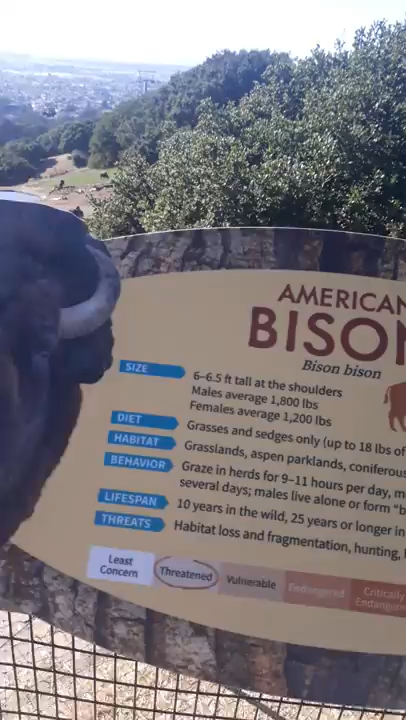 AMERICAN
BISON
Bison bison
SIZE
6–6.5 ft tall at the shoulders
Males average 1,800 lbs
Females average 1,200 lbs
DIET
Grasses and sedges only (up to 18 lbs of
HABITAT
Grasslands, aspen parklands, coniferous
BEHAVIOR
Graze in herds for 9–11 hours per day, m
several days; males live alone or form "b
LIFESPAN
10 years in the wild, 25 years or longer in
THREATS
Habitat loss and fragmentation, hunting,
Least
Concern
Threatened
Vulnerable
Endangered
Critically
Endangere